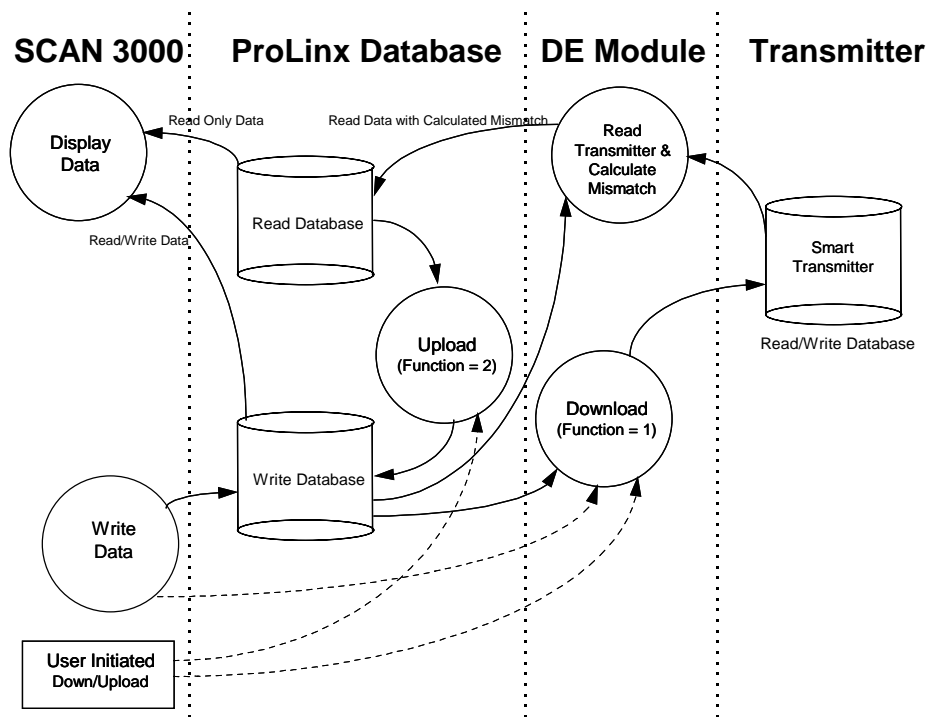 SCAN 3000
ProLinx Database
DE Module
Transmitter
Read Only Data
Read Data with Calculated Mismatch
Display
Data
Read
Transmitter &
Calculate
Mismatch
Read Database
Read/Write Data
Smart
Transmitter
Read/Write Database
Upload
(Function = 2)
Download
(Function = 1)
Write Database
Write
Data
User Initiated
Down/Upload